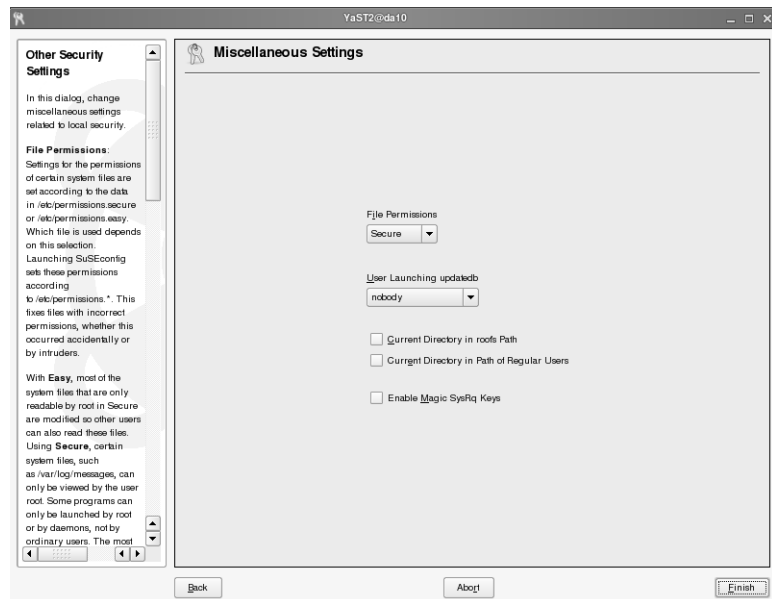 YaST2@da10
Other Security
Settings
In this dialog, change
miscellaneous settings
related to local security.
File Permissions:
Settings for the permissions
of certain system files are
set according to the data
in /etc/permissions.secure
or /etc/permissions.easy.
Which file is used depends
on this selection.
Launching SuSEconfig
sets these permissions
according
to /etc/permissions.*. This
fixes files with incorrect
permissions, whether this
occurred accidentally or
by intruders.
With Easy, most of the
system files that are only
readable by root in Secure
are modified so other users
can also read these files.
Using Secure, certain
system files, such
as /var/log/messages, can
only be viewed by the user
root. Some programs can
only be launched by root
or by daemons, not by
ordinary users. The most
Miscellaneous Settings
File Permissions
Secure
User Launching updatedb
nobody
Current Directory in root's Path
Current Directory in Path of Regular Users
Enable Magic SysRq Keys
Back
Abort
Finish